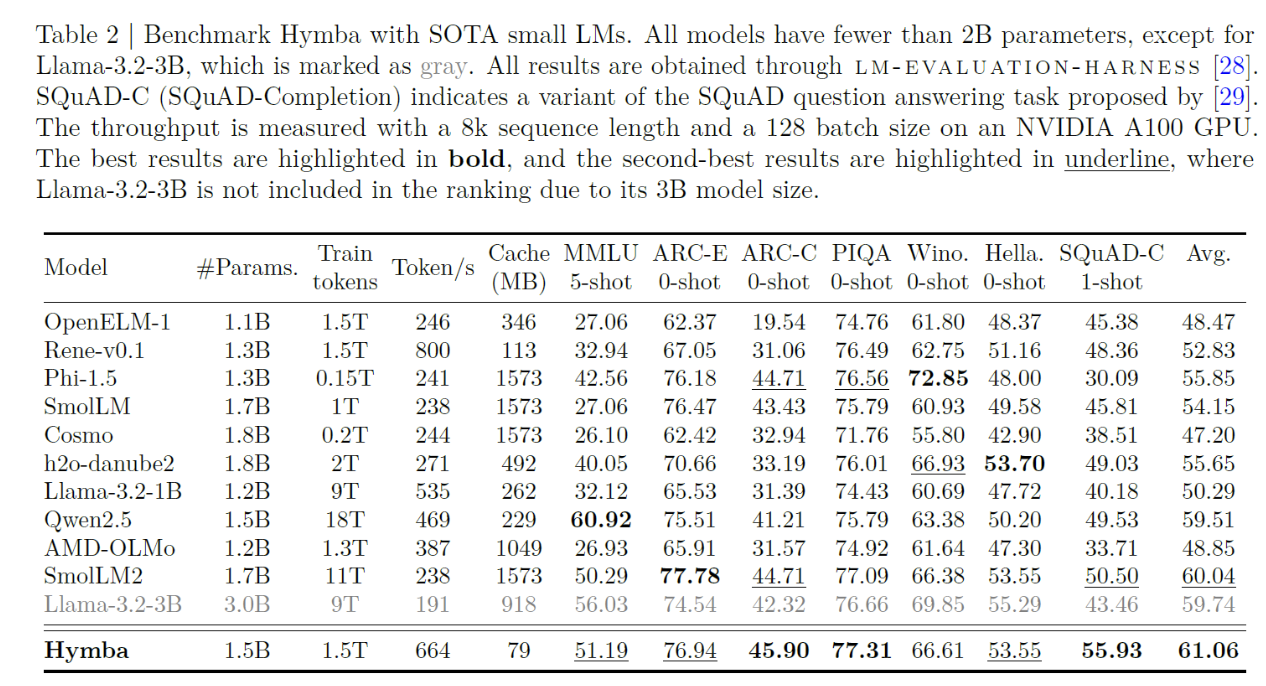 Table 2 | Benchmark Hymba with SOTA small LMs. All models have fewer than 2B parameters, except for
Llama-3.2-3B, which is marked as gray. All results are obtained through LM-EVALUATION-HARNESS [28].
SQuAD-C (SQuAD-Completion) indicates a variant of the SQuAD question answering task proposed by [29].
The throughput is measured with a 8k sequence length and a 128 batch size on an NVIDIA A100 GPU.
The best results are highlighted in bold, and the second-best results are highlighted in underline, where
Llama-3.2-3B is not included in the ranking due to its 3B model size.
Model #Params. Train tokens Token/s Cache (MB) MMLU 5-shot ARC-E 0-shot ARC-C 0-shot PIQA 0-shot Wino. 0-shot Hella. 0-shot SQuAD-C 1-shot Avg.
OpenELM-1 1.1B 1.5T 246 346 27.06 62.37 19.54 74.76 61.80 48.37 45.38 48.47
Rene-v0.1 1.3B 1.5T 800 113 32.94 67.05 31.06 76.49 62.75 51.16 48.36 52.83
Phi-1.5 1.3B 0.15T 241 1573 42.56 76.18 44.71 76.56 72.85 48.00 30.09 55.85
SmolLM 1.7B 1T 238 1573 27.06 76.47 43.43 75.79 60.93 49.58 45.81 54.15
Cosmo 1.8B 0.2T 244 1573 26.10 62.42 32.94 71.76 55.80 42.90 38.51 47.20
h2o-danube2 1.8B 2T 271 492 40.05 70.66 33.19 76.01 66.93 53.70 49.03 55.65
Llama-3.2-1B 1.2B 9T 535 262 32.12 65.53 31.39 74.43 60.69 47.72 40.18 50.29
Qwen2.5 1.5B 18T 469 229 60.92 75.51 41.21 75.79 63.38 50.20 49.53 59.51
AMD-OLMo 1.2B 1.3T 387 1049 26.93 65.91 31.57 74.92 61.64 47.30 33.71 48.85
SmolLM2 1.7B 11T 238 1573 50.29 77.78 44.71 77.09 66.38 53.55 50.50 60.04
Llama-3.2-3B 3.0B 9T 191 918 56.03 74.54 42.32 76.66 69.85 55.29 43.46 59.74
Hymba 1.5B 1.5T 664 79 51.19 76.94 45.90 77.31 66.61 53.55 55.93 61.06